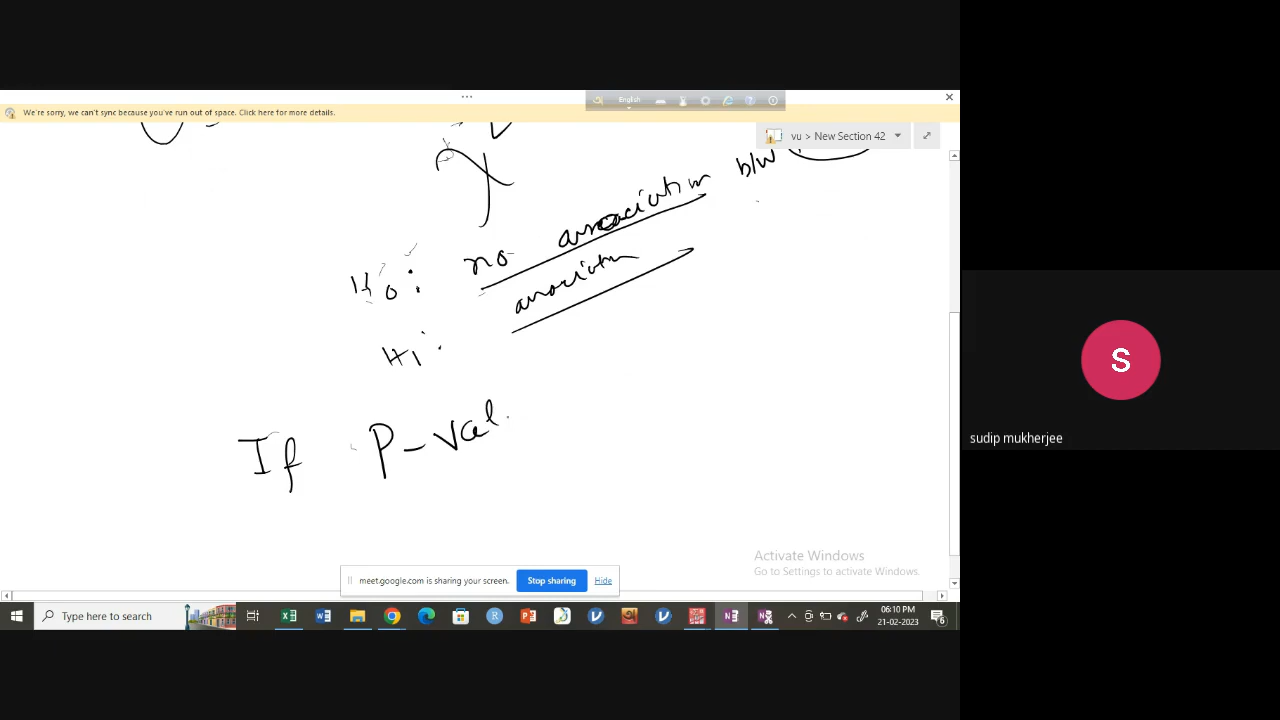 We're sorry, we can't sync because you've run out of space. Click here for more details.
English
vu > New Section 42
no association b/w
H0:
association
H1:
If P-val
S
sudip mukherjee
Activate Windows
Go to Settings to activate Windows.
meet.google.com is sharing your screen.
Stop sharing
Hide
Type here to search
06:10 PM
21-02-2023
6